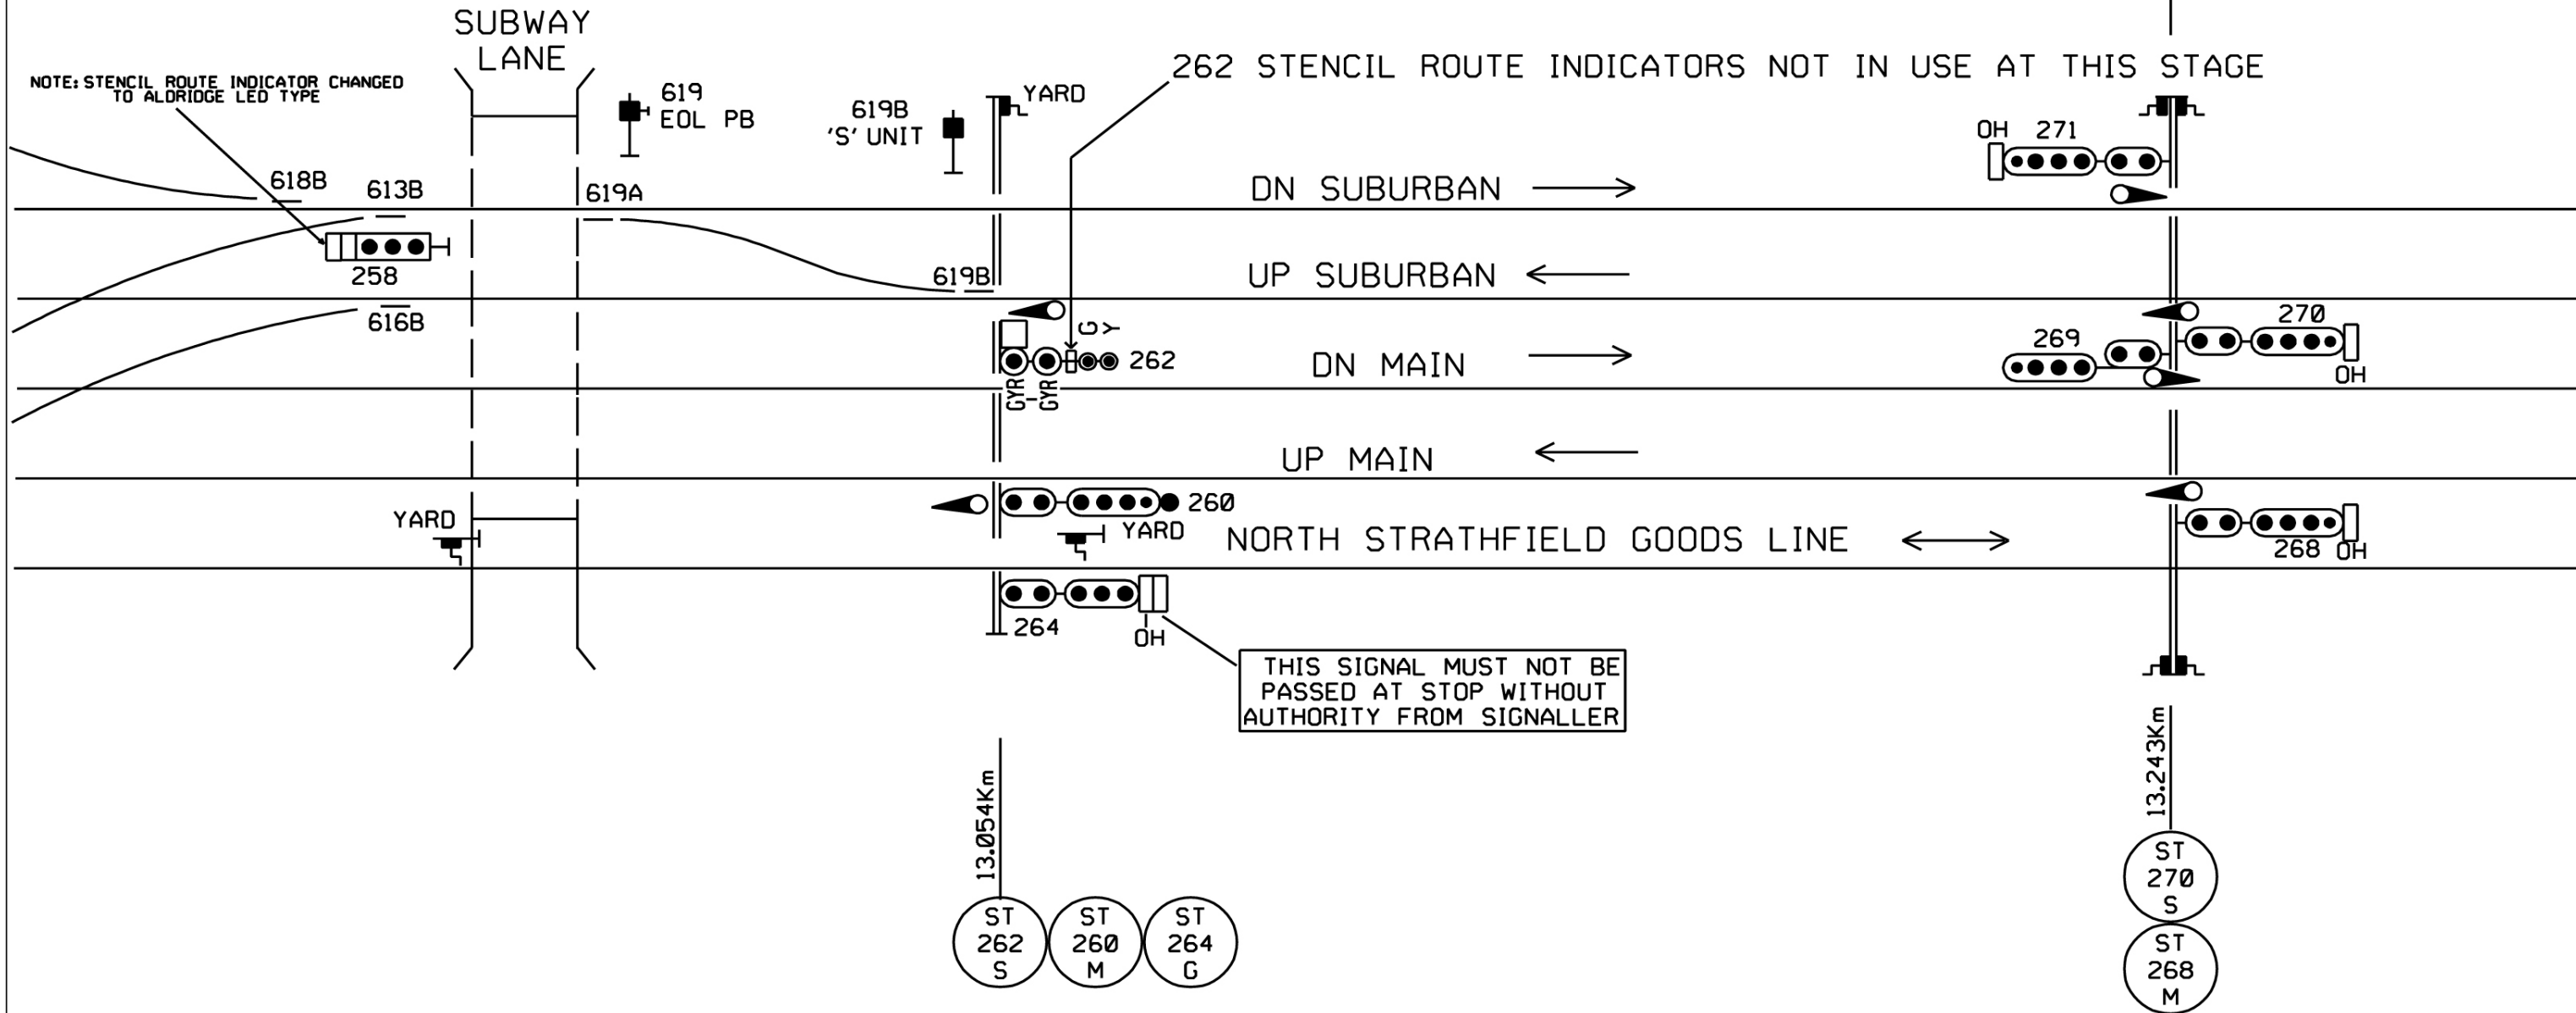 SUBWAY
LANE
NOTE: STENCIL ROUTE INDICATOR CHANGED
TO ALDRIDGE LED TYPE
619
EOL PB
619B
'S' UNIT
YARD
262 STENCIL ROUTE INDICATORS NOT IN USE AT THIS STAGE
OH 271
618B
613B
619A
DN SUBURBAN
258
619B
UP SUBURBAN
616B
G Y
262
DN MAIN
269
270
OH
GYR-GYR
UP MAIN
YARD
260
YARD
NORTH STRATHFIELD GOODS LINE
268 OH
264
OH
THIS SIGNAL MUST NOT BE
PASSED AT STOP WITHOUT
AUTHORITY FROM SIGNALLER
13.054Km
13.243Km
ST
262
S
ST
260
M
ST
264
G
ST
270
S
ST
268
M